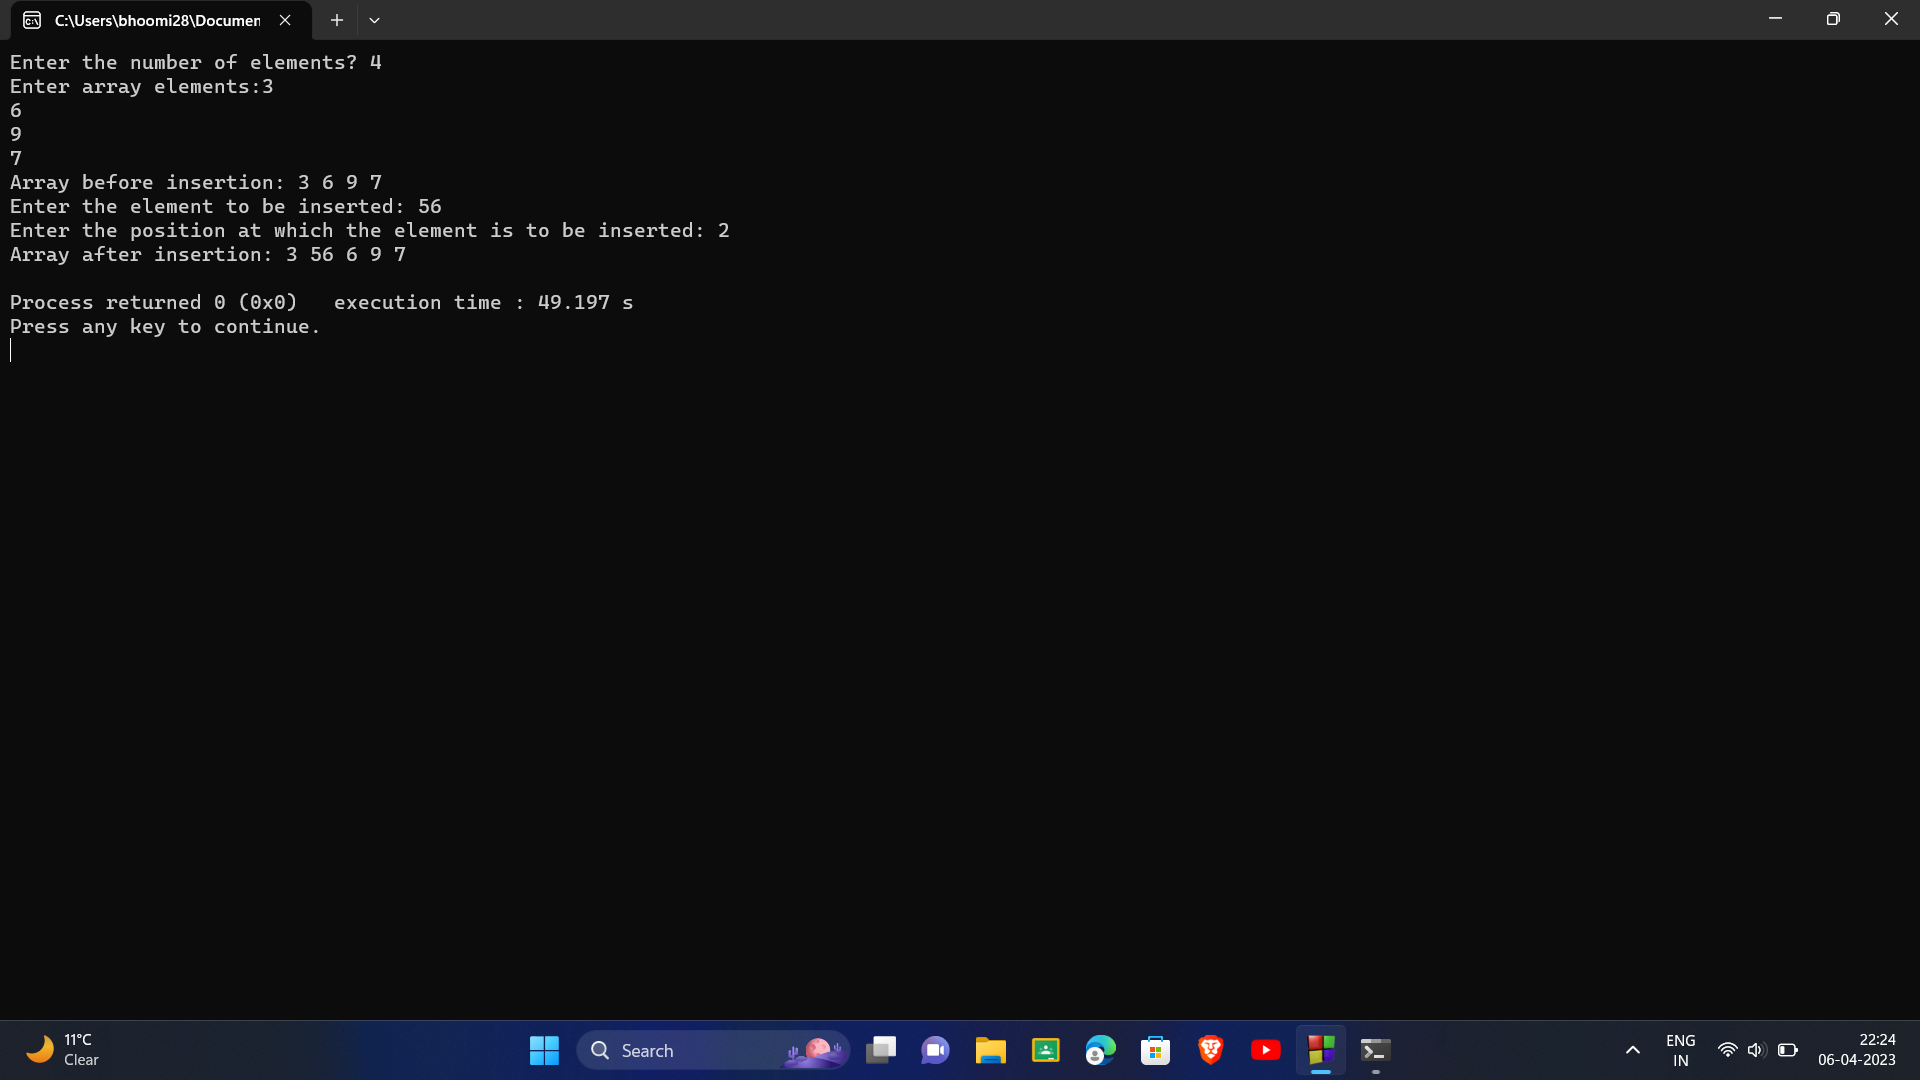 C:\Users\bhoomi28\Documen
Enter the number of elements? 4
Enter array elements:3
6
9
7
Array before insertion: 3 6 9 7
Enter the element to be inserted: 56
Enter the position at which the element is to be inserted: 2
Array after insertion: 3 56 6 9 7
Process returned 0 (0x0)   execution time : 49.197 s
Press any key to continue.
11°C
Clear
Search
ENG
IN
22:24
06-04-2023